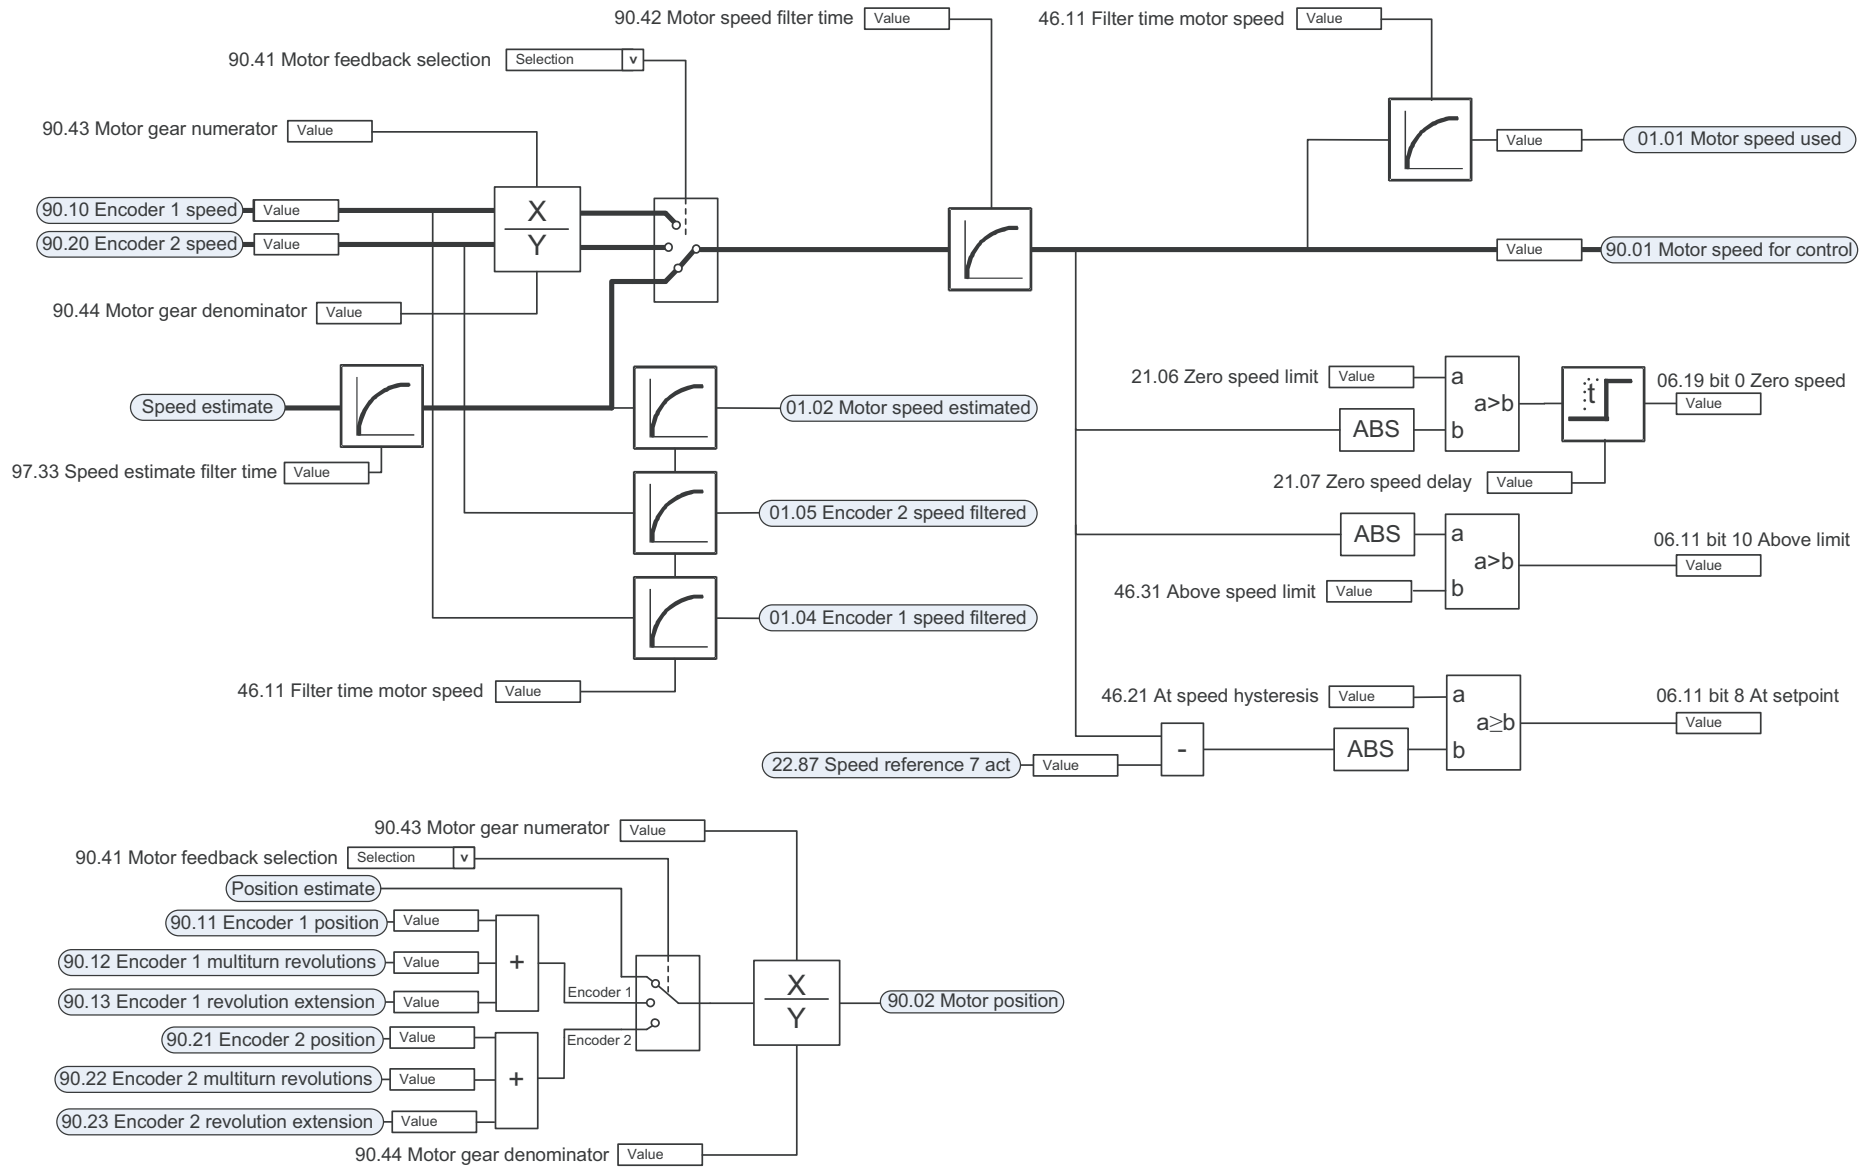 90.42 Motor speed filter time Value
46.11 Filter time motor speed Value
90.41 Motor feedback selection Selection v
90.43 Motor gear numerator Value
Value 01.01 Motor speed used
90.10 Encoder 1 speed Value
X
Y
90.20 Encoder 2 speed Value
Value 90.01 Motor speed for control
90.44 Motor gear denominator Value
21.06 Zero speed limit Value a
a>b
ABS b
t
06.19 bit 0 Zero speed
Value
Speed estimate
01.02 Motor speed estimated
97.33 Speed estimate filter time Value
21.07 Zero speed delay Value
01.05 Encoder 2 speed filtered
ABS a
a>b
46.31 Above speed limit Value b
06.11 bit 10 Above limit
Value
01.04 Encoder 1 speed filtered
46.11 Filter time motor speed Value
46.21 At speed hysteresis Value a
a≥b
ABS b
06.11 bit 8 At setpoint
Value
-
22.87 Speed reference 7 act Value
90.43 Motor gear numerator Value
90.41 Motor feedback selection Selection v
Position estimate
90.11 Encoder 1 position Value
90.12 Encoder 1 multiturn revolutions Value +
90.13 Encoder 1 revolution extension Value
Encoder 1
X
Y
90.02 Motor position
90.21 Encoder 2 position Value
Encoder 2
90.22 Encoder 2 multiturn revolutions Value +
90.23 Encoder 2 revolution extension Value
90.44 Motor gear denominator Value